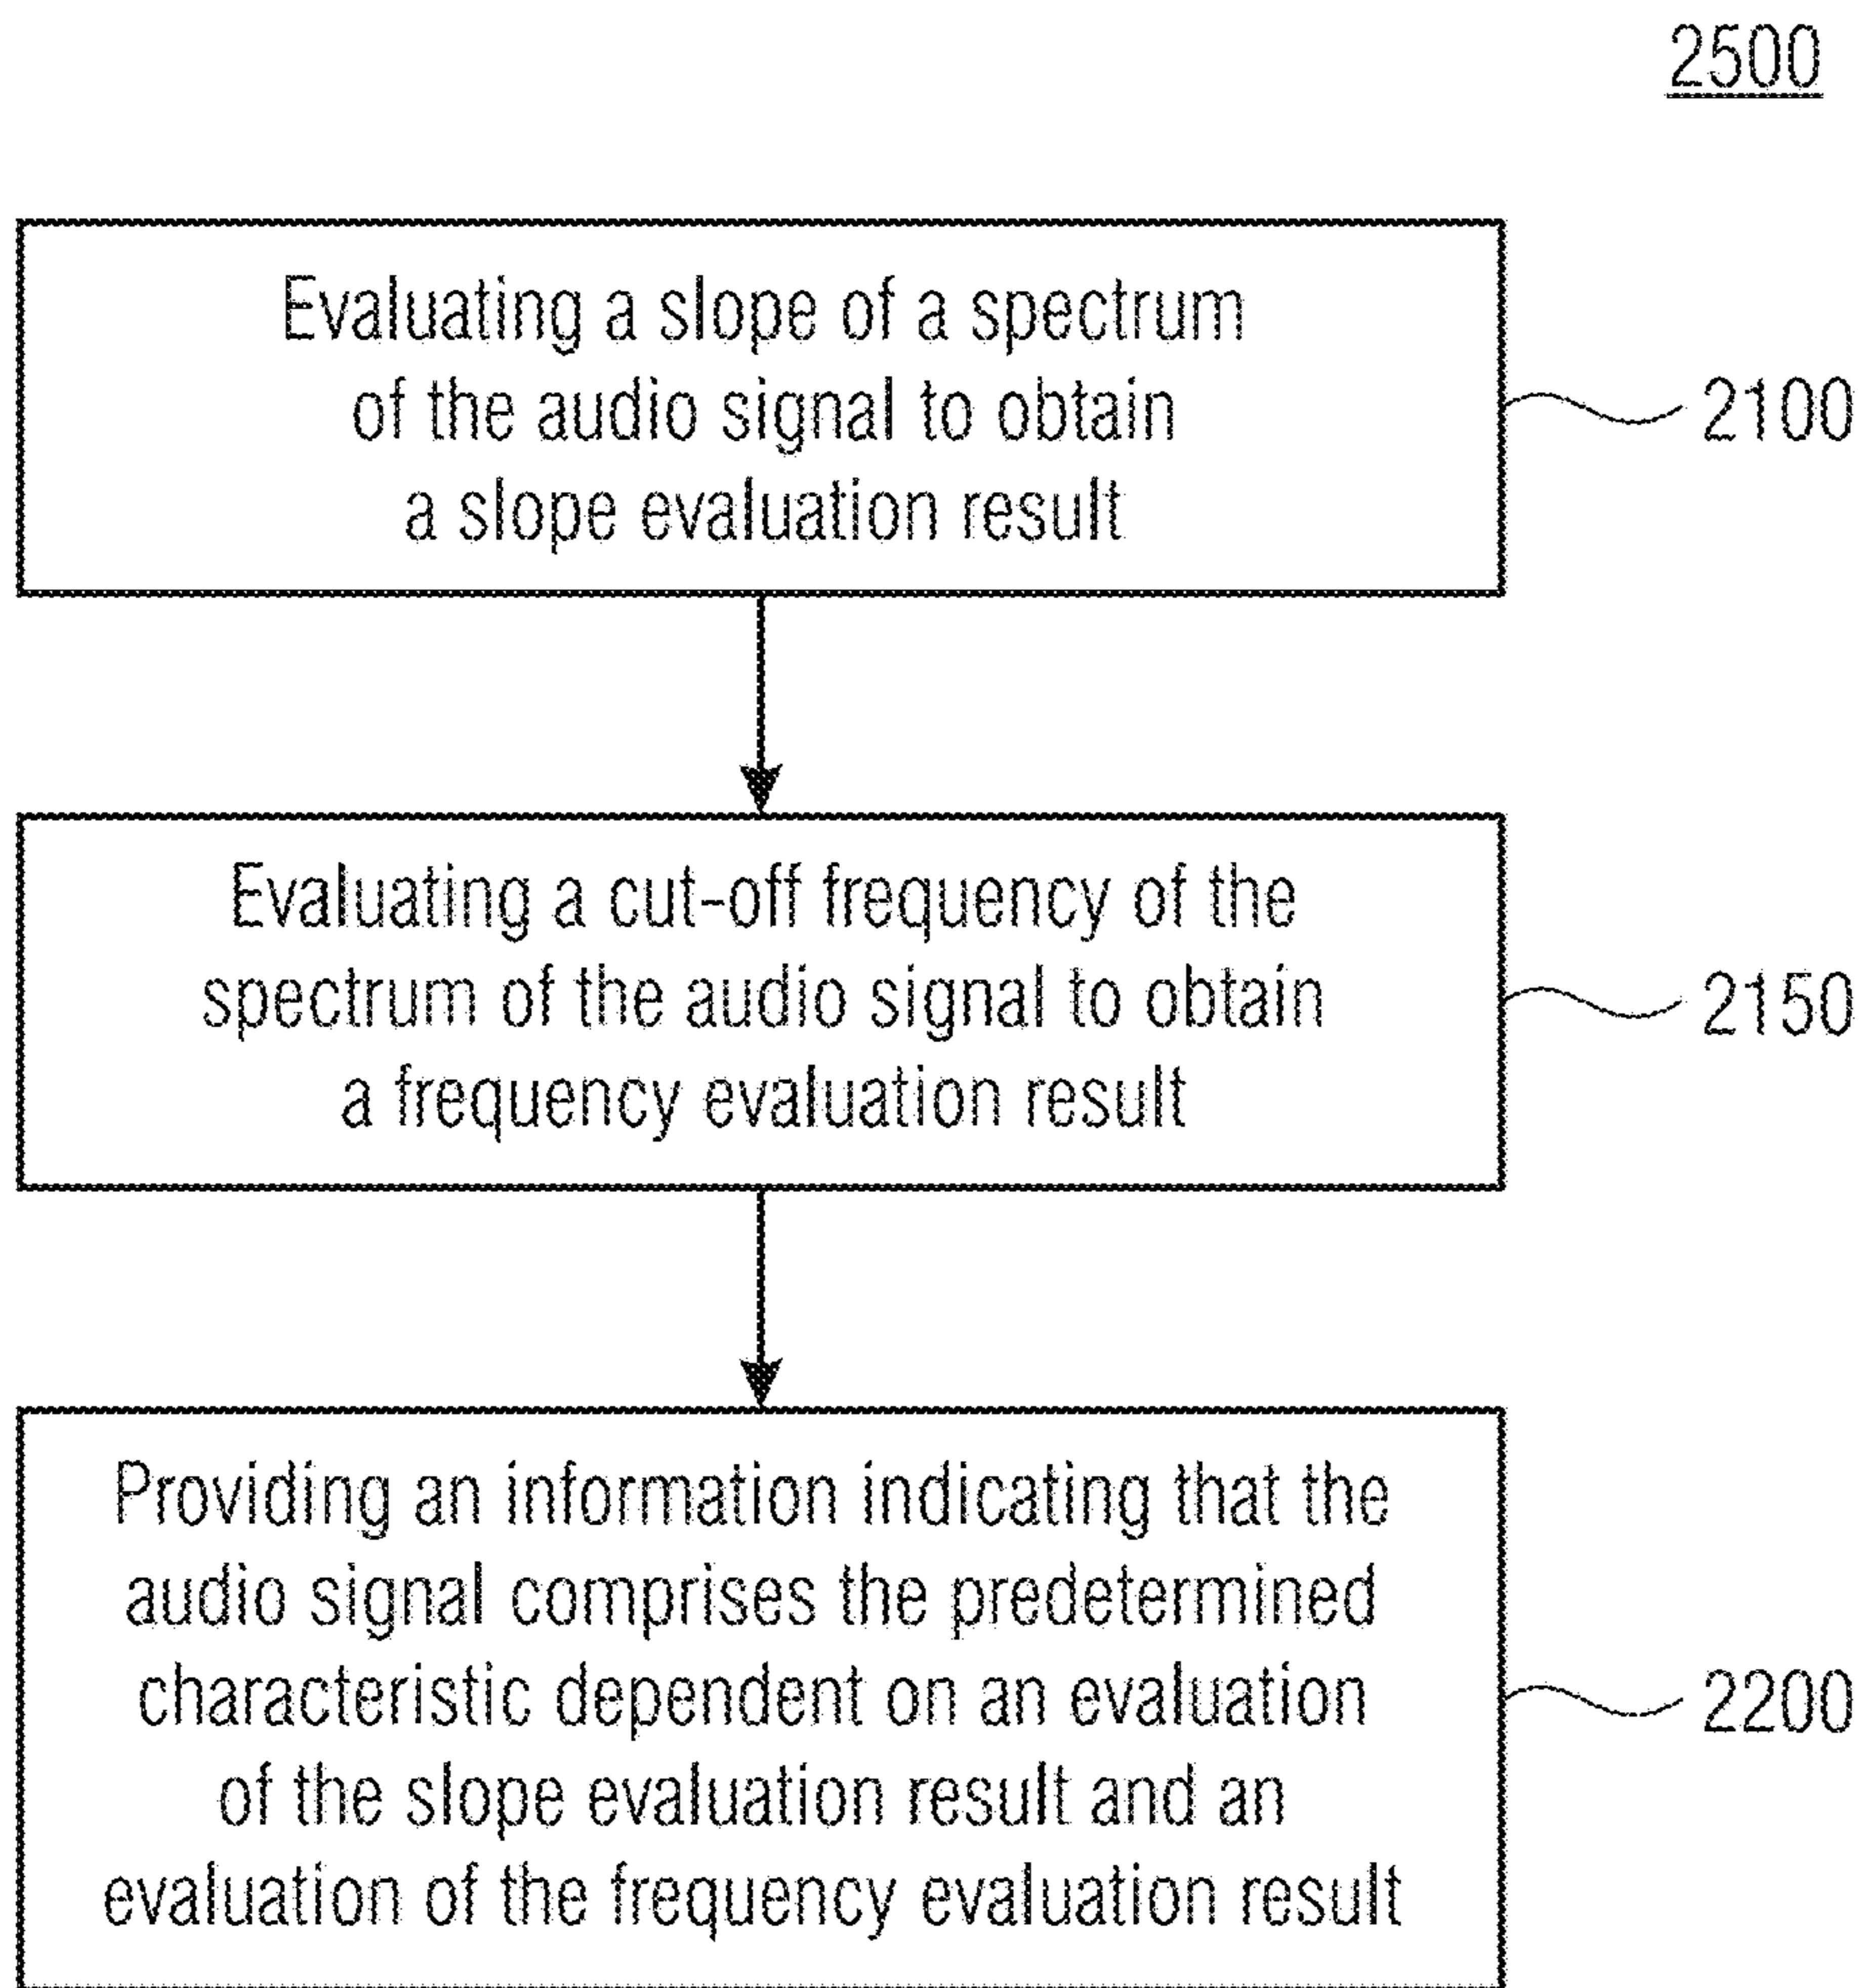 2500
Evaluating a slope of a spectrum
of the audio signal to obtain
a slope evaluation result
2100
Evaluating a cut-off frequency of the
spectrum of the audio signal to obtain
a frequency evaluation result
2150
Providing an information indicating that the
audio signal comprises the predetermined
characteristic dependent on an evaluation
of the slope evaluation result and an
evaluation of the frequency evaluation result
2200